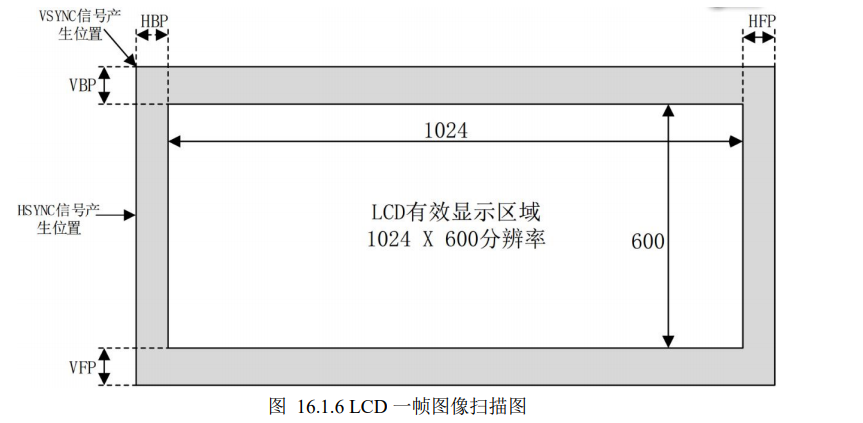 VSYNC信号产
生位置
HBP
HFP
VBP
1024
HSYNC信号产
生位置
LCD有效显示区域
1024 X 600分辨率
600
VFP
图 16.1.6 LCD 一帧图像扫描图